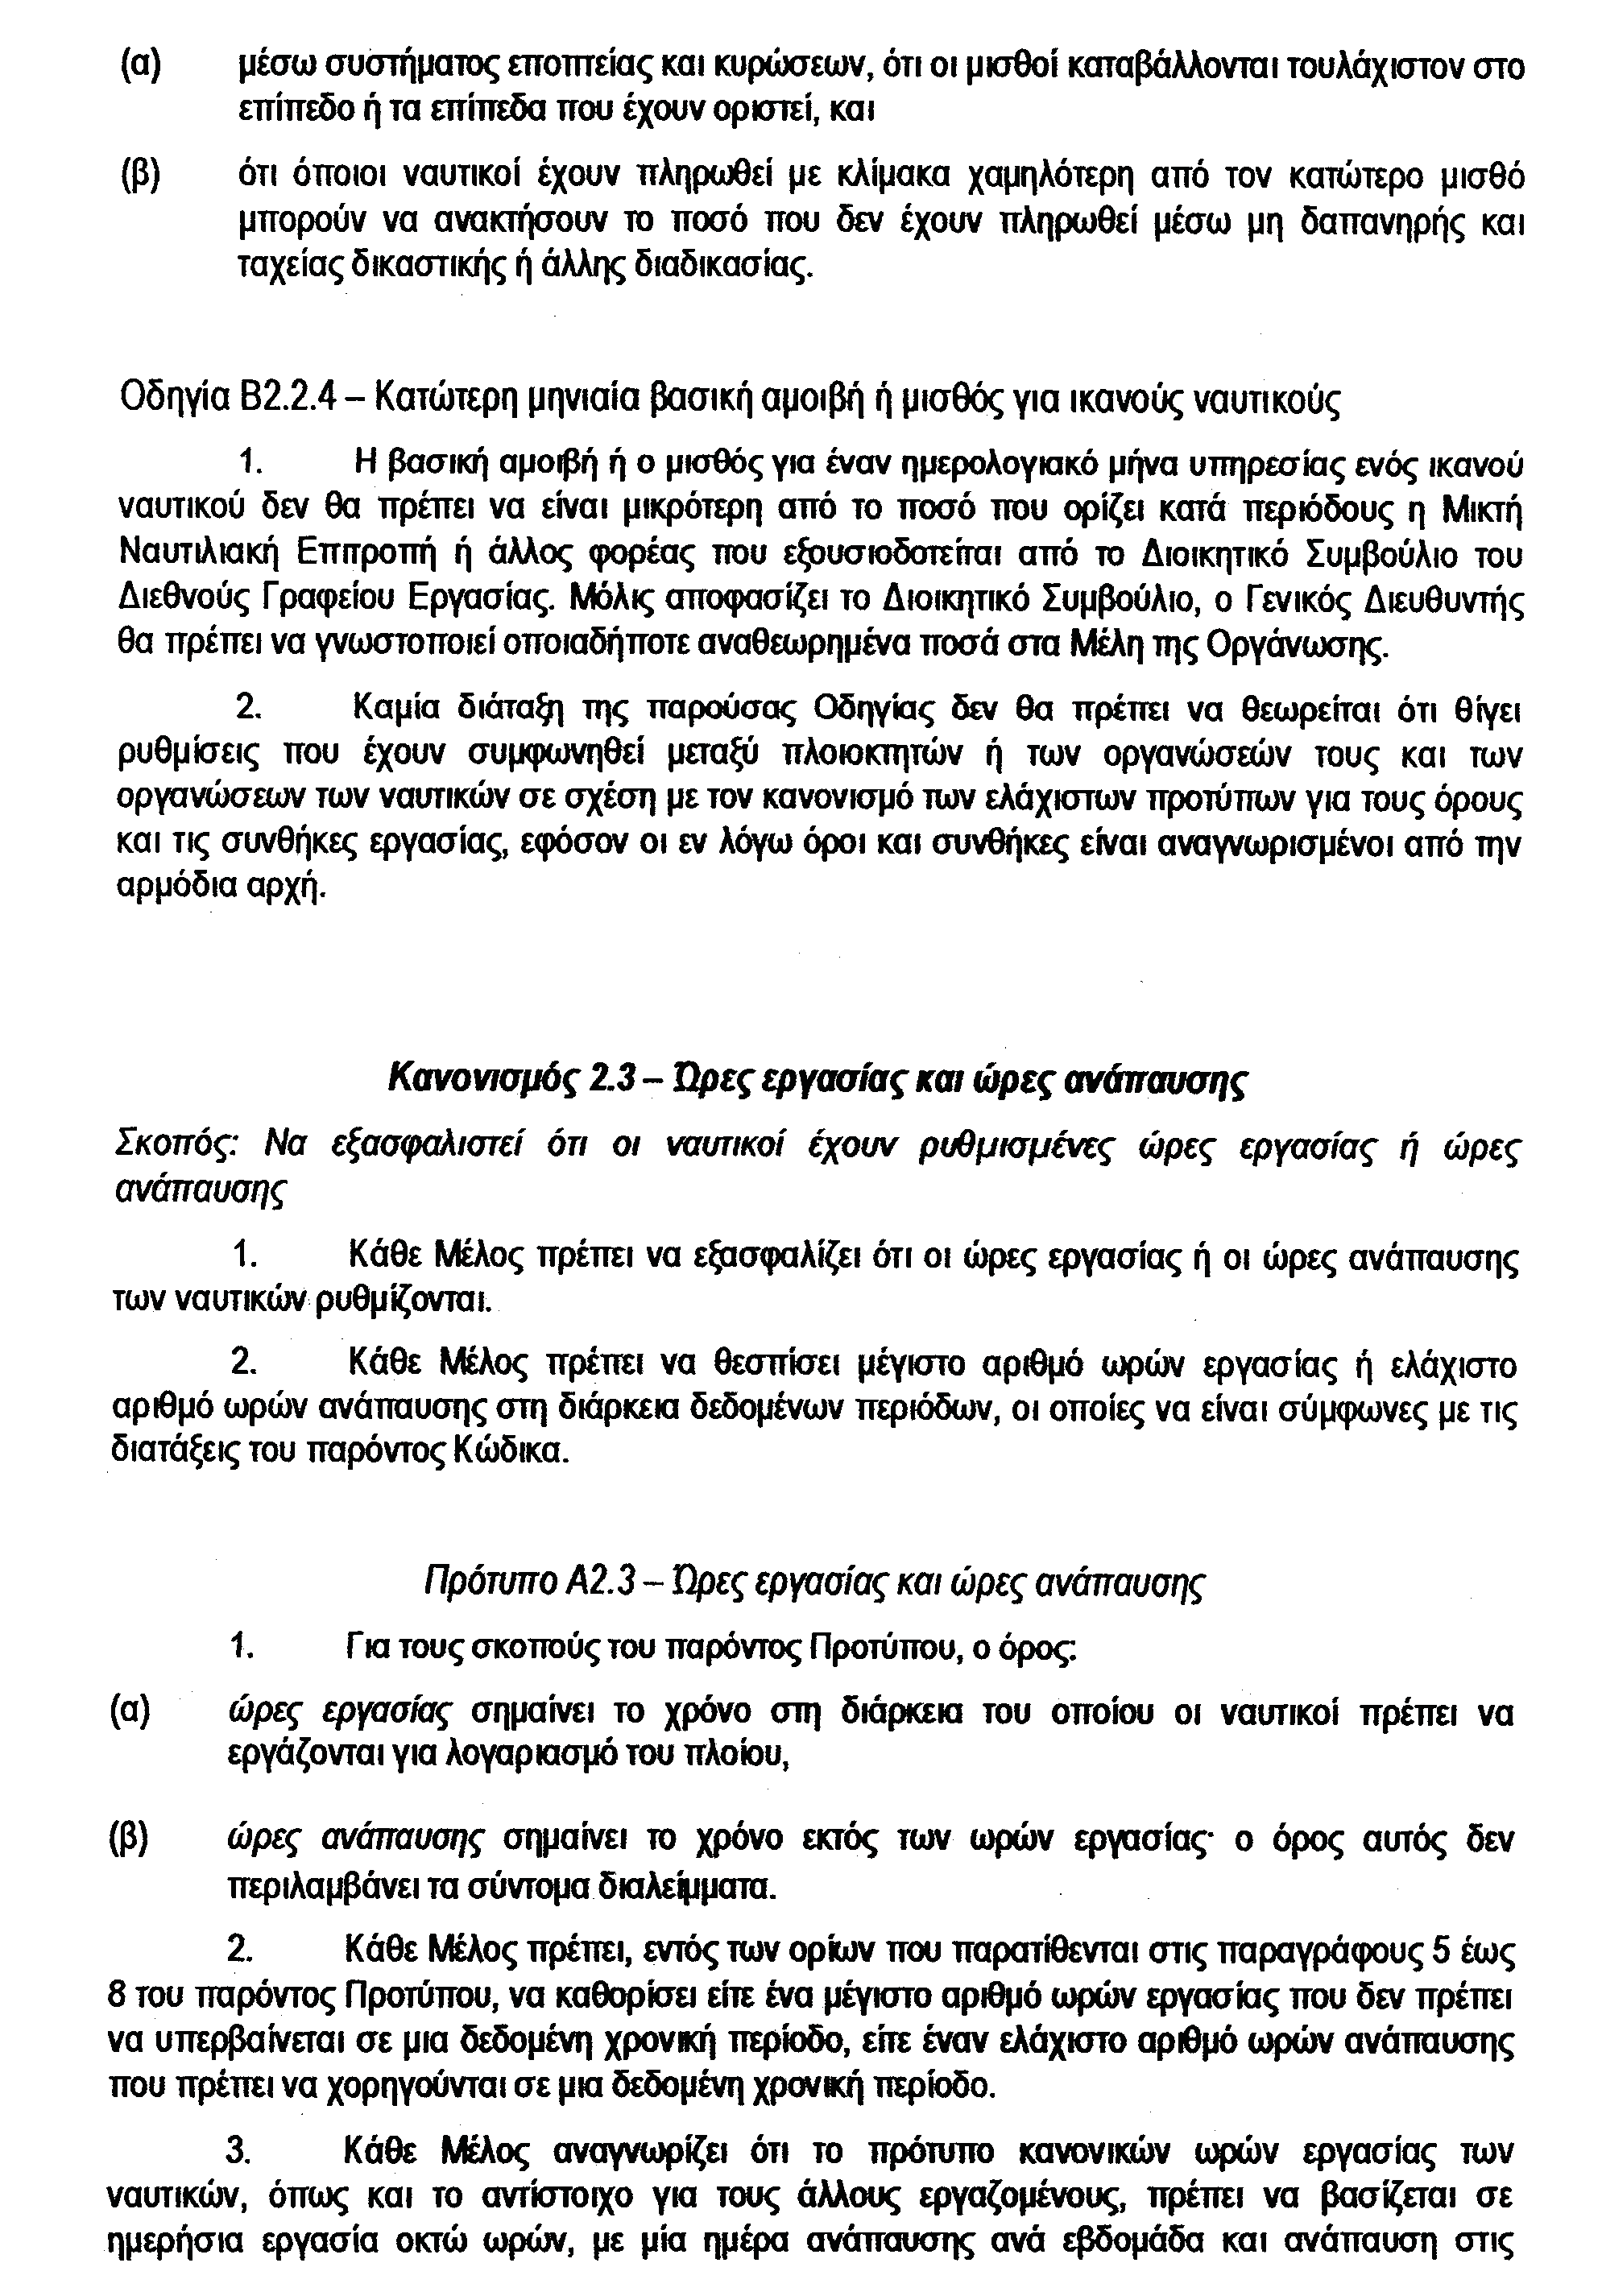 (α) μέσω συστήματος εποπτείας και κυρώσεων, ότι οι μισθοί καταβάλλονται τουλάχιστον στο
επίπεδο ή τα επίπεδα που έχουν οριστεί, και
(β) ότι όποιοι ναυτικοί έχουν πληρωθεί με κλίμακα χαμηλότερη από τον κατώτερο μισθό
μπορούν να ανακτήσουν το ποσό που δεν έχουν πληρωθεί μέσω μη δαπανηρής και
ταχείας δικαστικής ή άλλης διαδικασίας.
Οδηγία Β2.2.4 – Κατώτερη μηνιαία βασική αμοιβή ή μισθός για ικανούς ναυτικούς
1. Η βασική αμοιβή ή ο μισθός για έναν ημερολογιακό μήνα υπηρεσίας ενός ικανού
ναυτικού δεν θα πρέπει να είναι μικρότερη από το ποσό που ορίζει κατά περιόδους η Μικτή
Ναυτιλιακή Επιτροπή ή άλλος φορέας που εξουσιοδοτείται από το Διοικητικό Συμβούλιο του
Διεθνούς Γραφείου Εργασίας. Μόλις αποφασίζει το Διοικητικό Συμβούλιο, ο Γενικός Διευθυντής
θα πρέπει να γνωστοποιεί οποιαδήποτε αναθεωρημένα ποσά στα Μέλη της Οργάνωσης.
2. Καμία διάταξη της παρούσας Οδηγίας δεν θα πρέπει να θεωρείται ότι θίγει
ρυθμίσεις που έχουν συμφωνηθεί μεταξύ πλοιοκτητών ή των οργανώσεών τους και των
οργανώσεων των ναυτικών σε σχέση με τον κανονισμό των ελάχιστων προτύπων για τους όρους
και τις συνθήκες εργασίας, εφόσον οι εν λόγω όροι και συνθήκες είναι αναγνωρισμένοι από την
αρμόδια αρχή.
Κανονισμός 2.3 – Ώρες εργασίας και ώρες ανάπαυσης
Σκοπός: Να εξασφαλιστεί ότι οι ναυτικοί έχουν ρυθμισμένες ώρες εργασίας ή ώρες
ανάπαυσης
1. Κάθε Μέλος πρέπει να εξασφαλίζει ότι οι ώρες εργασίας ή οι ώρες ανάπαυσης
των ναυτικών ρυθμίζονται.
2. Κάθε Μέλος πρέπει να θεσπίσει μέγιστο αριθμό ωρών εργασίας ή ελάχιστο
αριθμό ωρών ανάπαυσης στη διάρκεια δεδομένων περιόδων, οι οποίες να είναι σύμφωνες με τις
διατάξεις του παρόντος Κώδικα.
Πρότυπο Α2.3 – Ώρες εργασίας και ώρες ανάπαυσης
1. Για τους σκοπούς του παρόντος Προτύπου, ο όρος:
(α) ώρες εργασίας σημαίνει το χρόνο στη διάρκεια του οποίου οι ναυτικοί πρέπει να
εργάζονται για λογαριασμό του πλοίου,
(β) ώρες ανάπαυσης σημαίνει το χρόνο εκτός των ωρών εργασίας· ο όρος αυτός δεν
περιλαμβάνει τα σύντομα διαλείμματα.
2. Κάθε Μέλος πρέπει, εντός των ορίων που παρατίθενται στις παραγράφους 5 έως
8 του παρόντος Προτύπου, να καθορίσει είτε ένα μέγιστο αριθμό ωρών εργασίας που δεν πρέπει
να υπερβαίνεται σε μια δεδομένη χρονική περίοδο, είτε έναν ελάχιστο αριθμό ωρών ανάπαυσης
που πρέπει να χορηγούνται σε μια δεδομένη χρονική περίοδο.
3. Κάθε Μέλος αναγνωρίζει ότι το πρότυπο κανονικών ωρών εργασίας των
ναυτικών, όπως και το αντίστοιχο για τους άλλους εργαζομένους, πρέπει να βασίζεται σε
ημερήσια εργασία οκτώ ωρών, με μία ημέρα ανάπαυσης ανά εβδομάδα και ανάπαυση στις